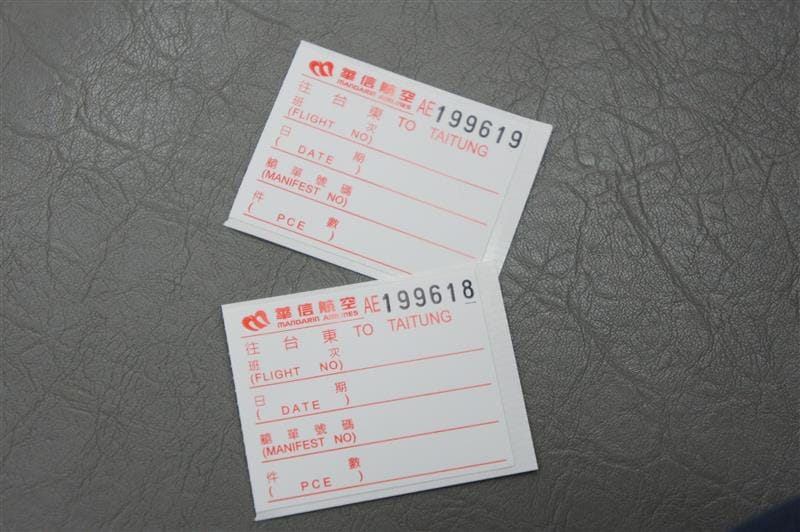 華信航空
MANDARIN AIRLINES
AE199619
往台東 TO TAITUNG
班次
(FLIGHT NO)
日期
( DATE )
艙單號碼
(MANIFEST NO)
件數
( PCE )
華信航空
MANDARIN AIRLINES
AE199618
往台東 TO TAITUNG
班次
(FLIGHT NO)
日期
( DATE )
艙單號碼
(MANIFEST NO)
件數
( PCE )